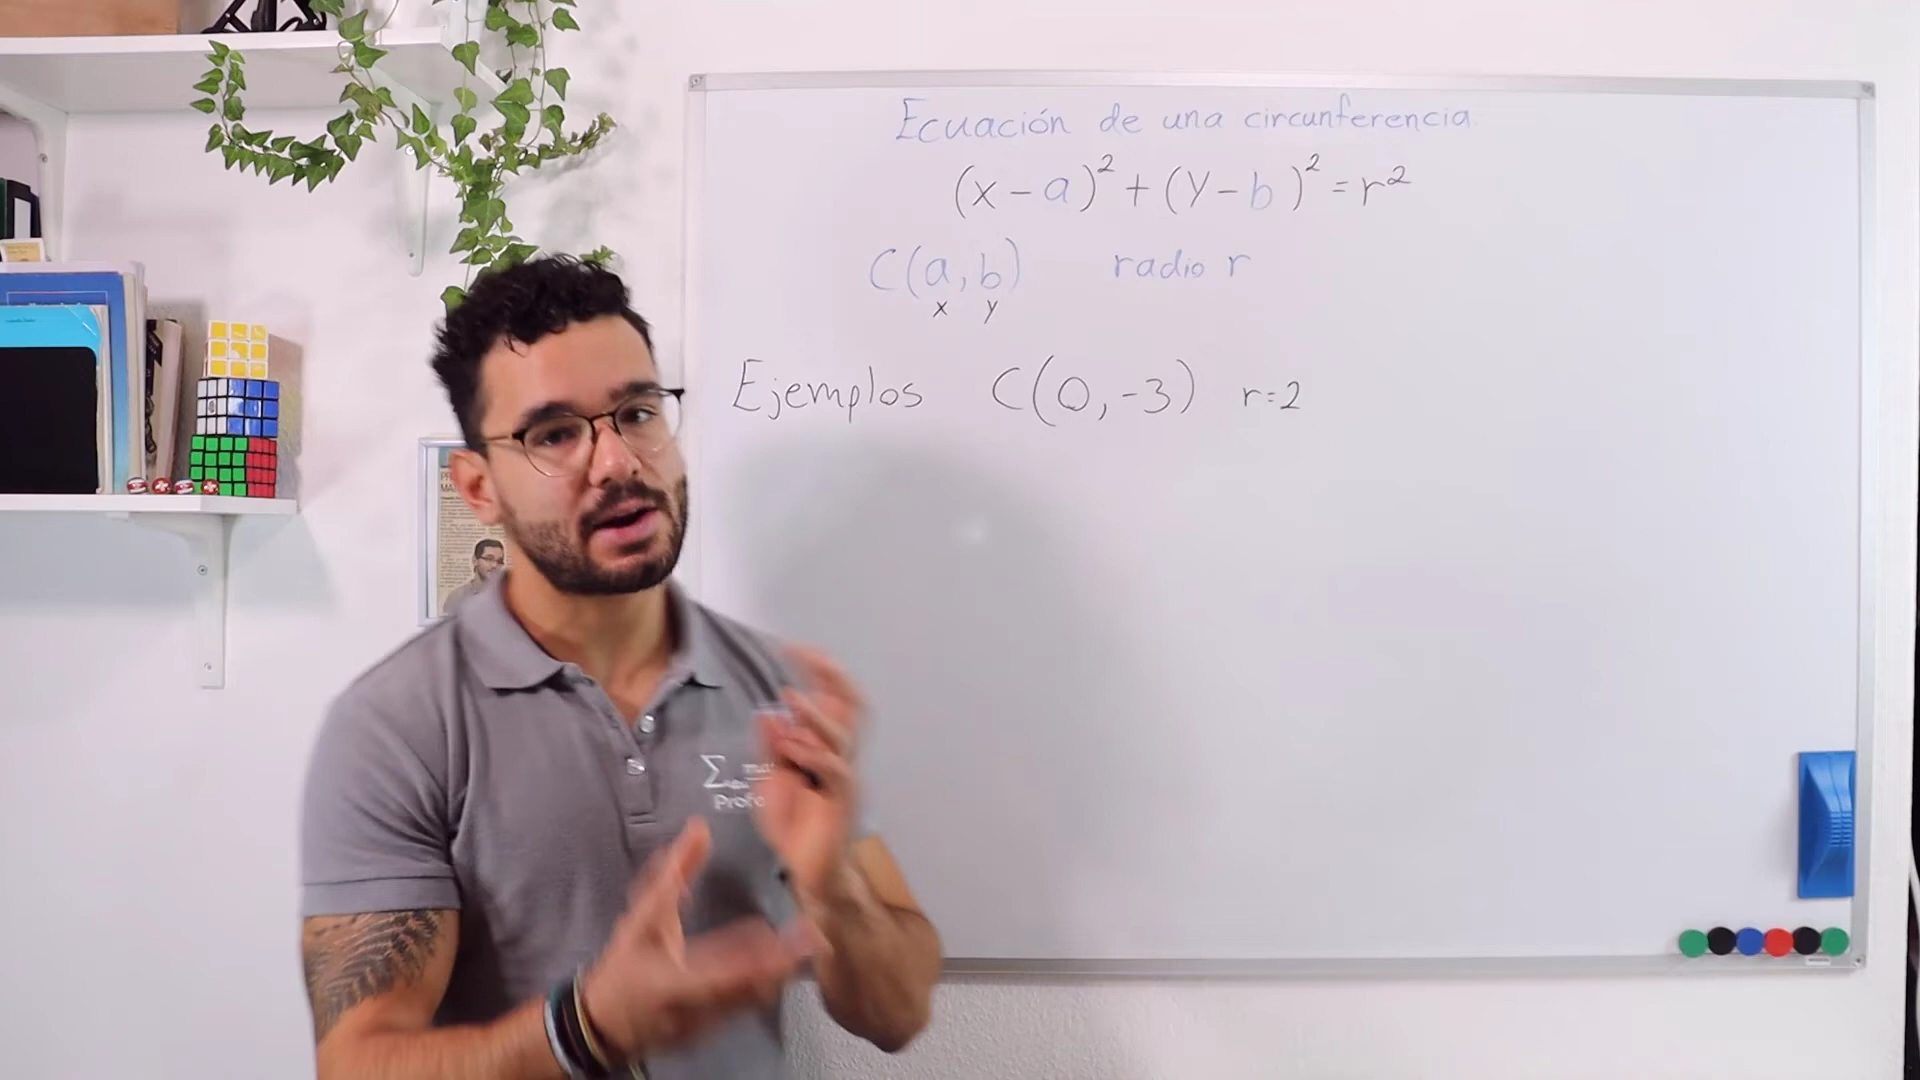 Ecuación de una circunferencia
(x-a)²+(y-b)²=r²
C(a,b) radio r
x y
Ejemplos C(0,-3) r=2